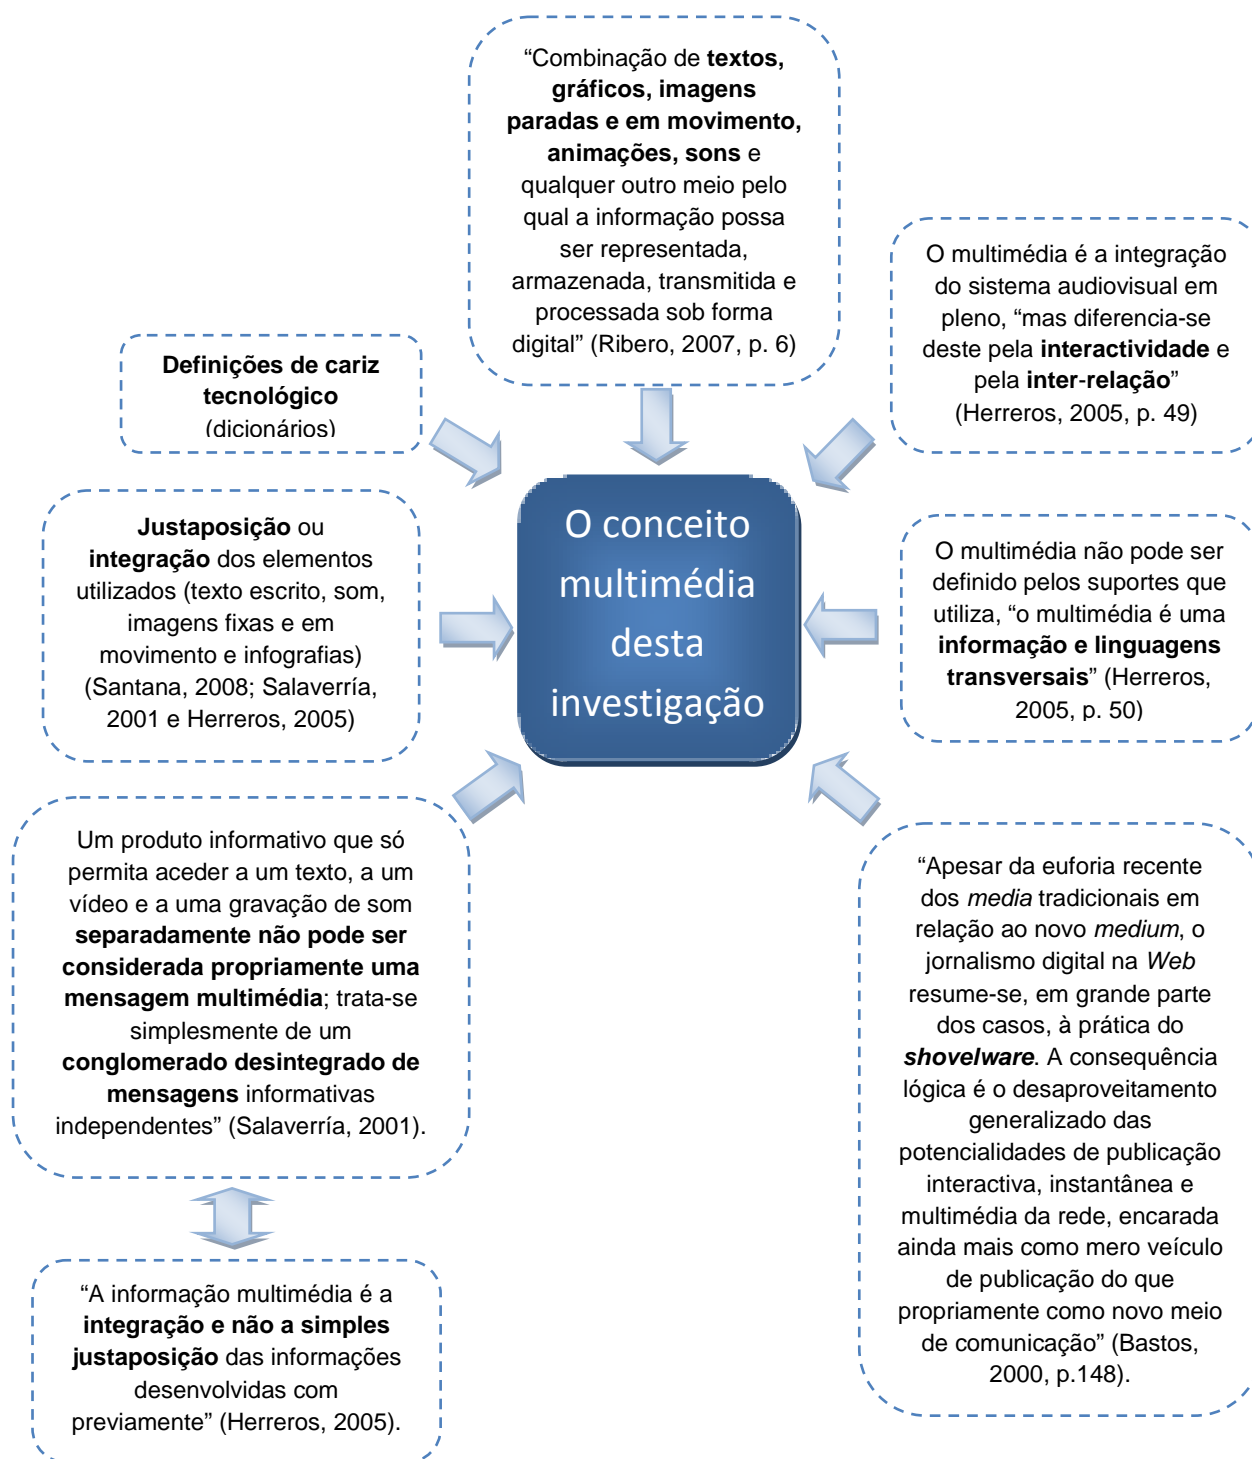 “Combinação de textos,
gráficos, imagens
paradas e em movimento,
animações, sons e
qualquer outro meio pelo
qual a informação possa
ser representada,
armazenada, transmitida e
processada sob forma
digital” (Ribero, 2007, p. 6)
O multimédia é a integração
do sistema audiovisual em
pleno, “mas diferencia-se
deste pela interactividade e
pela inter-relação”
(Herreros, 2005, p. 49)
Definições de cariz
tecnológico
(dicionários)
O conceito
multimédia
desta
investigação
Justaposição ou
integração dos elementos
utilizados (texto escrito, som,
imagens fixas e em
movimento e infografias)
(Santana, 2008; Salaverría,
2001 e Herreros, 2005)
O multimédia não pode ser
definido pelos suportes que
utiliza, “o multimédia é uma
informação e linguagens
transversais” (Herreros,
2005, p. 50)
Um produto informativo que só
permita aceder a um texto, a um
vídeo e a uma gravação de som
separadamente não pode ser
considerada propriamente uma
mensagem multimédia; trata-se
simplesmente de um
conglomerado desintegrado de
mensagens informativas
independentes” (Salaverría, 2001).
“Apesar da euforia recente
dos media tradicionais em
relação ao novo medium, o
jornalismo digital na Web
resume-se, em grande parte
dos casos, à prática do
shovelware. A consequência
lógica é o desaproveitamento
generalizado das
potencialidades de publicação
interactiva, instantânea e
multimédia da rede, encarada
ainda mais como mero veículo
de publicação do que
propriamente como novo meio
de comunicação” (Bastos,
2000, p.148).
“A informação multimédia é a
integração e não a simples
justaposição das informações
desenvolvidas com
previamente” (Herreros, 2005).